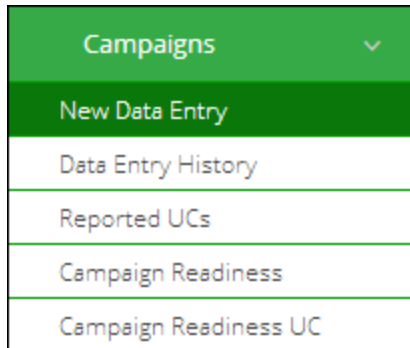 Campaigns
New Data Entry
Data Entry History
Reported UCs
Campaign Readiness
Campaign Readiness UC